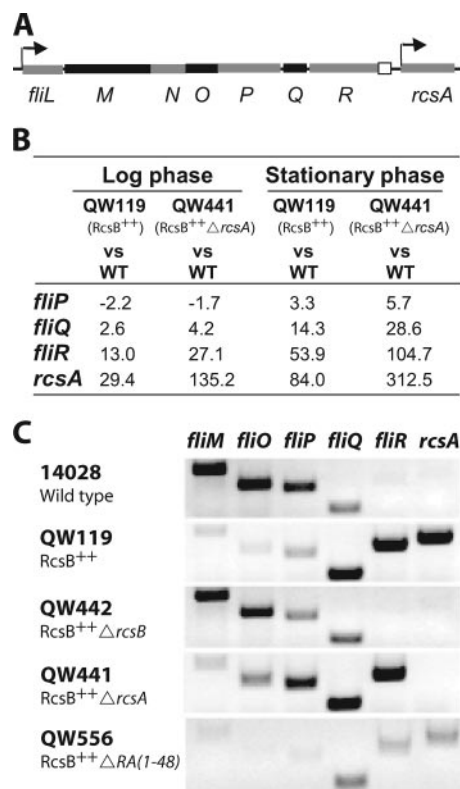 A
fliL M N O P Q R rcsA
B
Log phase Stationary phase
QW119 QW441 QW119 QW441
(RcsB++) (RcsB++△rcsA) (RcsB++) (RcsB++△rcsA)
vs vs vs vs
WT WT WT WT
fliP -2.2 -1.7 3.3 5.7
fliQ 2.6 4.2 14.3 28.6
fliR 13.0 27.1 53.9 104.7
rcsA 29.4 135.2 84.0 312.5
C
fliM fliO fliP fliQ fliR rcsA
14028
Wild type
QW119
RcsB++
QW442
RcsB++△rcsB
QW441
RcsB++△rcsA
QW556
RcsB++△RA(1-48)